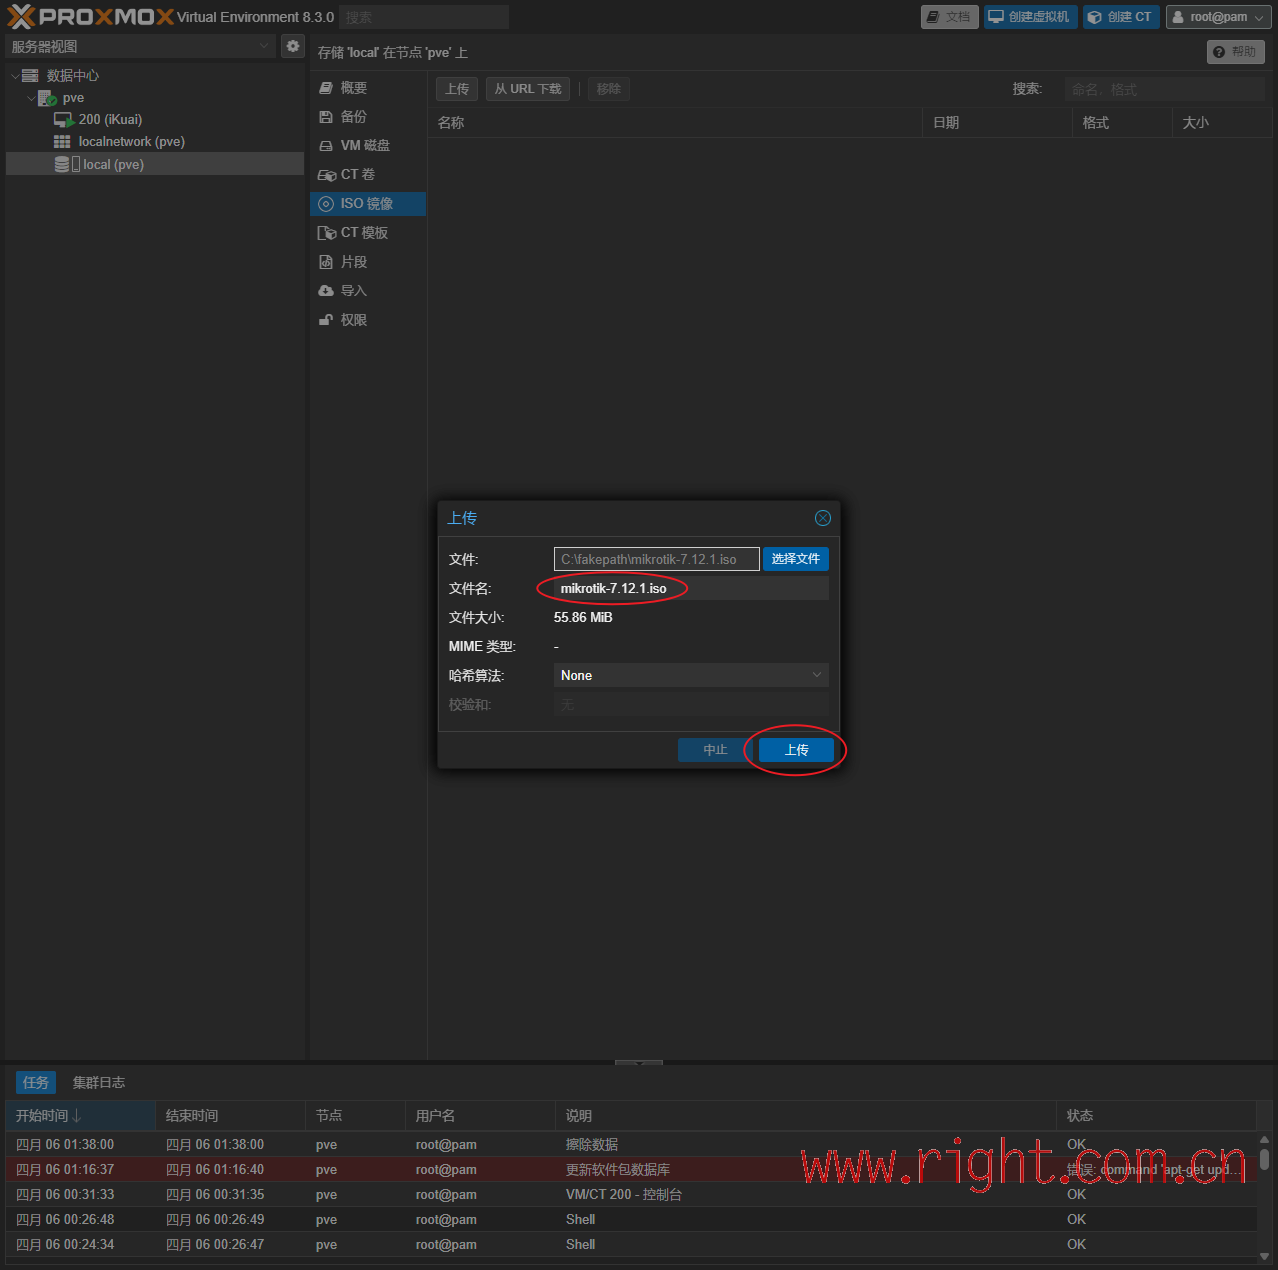 PROXMOX Virtual Environment 8.3.0 搜索 文档 创建虚拟机 创建 CT root@pam
服务器视图
存储 'local' 在节点 'pve' 上 帮助
数据中心
pve
200 (iKuai)
localnetwork (pve)
local (pve)
概要
备份
VM 磁盘
CT 卷
ISO 镜像
CT 模板
片段
导入
权限
上传 从 URL 下载 移除 搜索: 命名, 格式
名称 日期 格式 大小
上传
文件: C:\fakepath\mikrotik-7.12.1.iso 选择文件
文件名: mikrotik-7.12.1.iso
文件大小: 55.86 MiB
MIME 类型: -
哈希算法: None
校验和: 无
中止 上传
任务 集群日志
开始时间 结束时间 节点 用户名 说明 状态
四月 06 01:38:00 四月 06 01:38:00 pve root@pam 擦除数据 OK
四月 06 01:16:37 四月 06 01:16:40 pve root@pam 更新软件包数据库 错误: command 'apt-get upd...
四月 06 00:31:33 四月 06 00:31:35 pve root@pam VM/CT 200 - 控制台 OK
四月 06 00:26:48 四月 06 00:26:49 pve root@pam Shell OK
四月 06 00:24:34 四月 06 00:26:47 pve root@pam Shell OK
www.right.com.cn